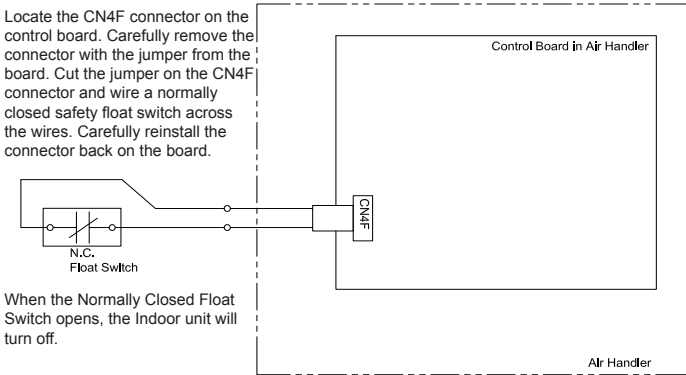 Locate the CN4F connector on the
control board. Carefully remove the
connector with the jumper from the
board. Cut the jumper on the CN4F
connector and wire a normally
closed safety float switch across
the wires. Carefully reinstall the
connector back on the board.
Control Board in Air Handler
CN4F
N.C.
Float Switch
When the Normally Closed Float
Switch opens, the Indoor unit will
turn off.
Air Handler